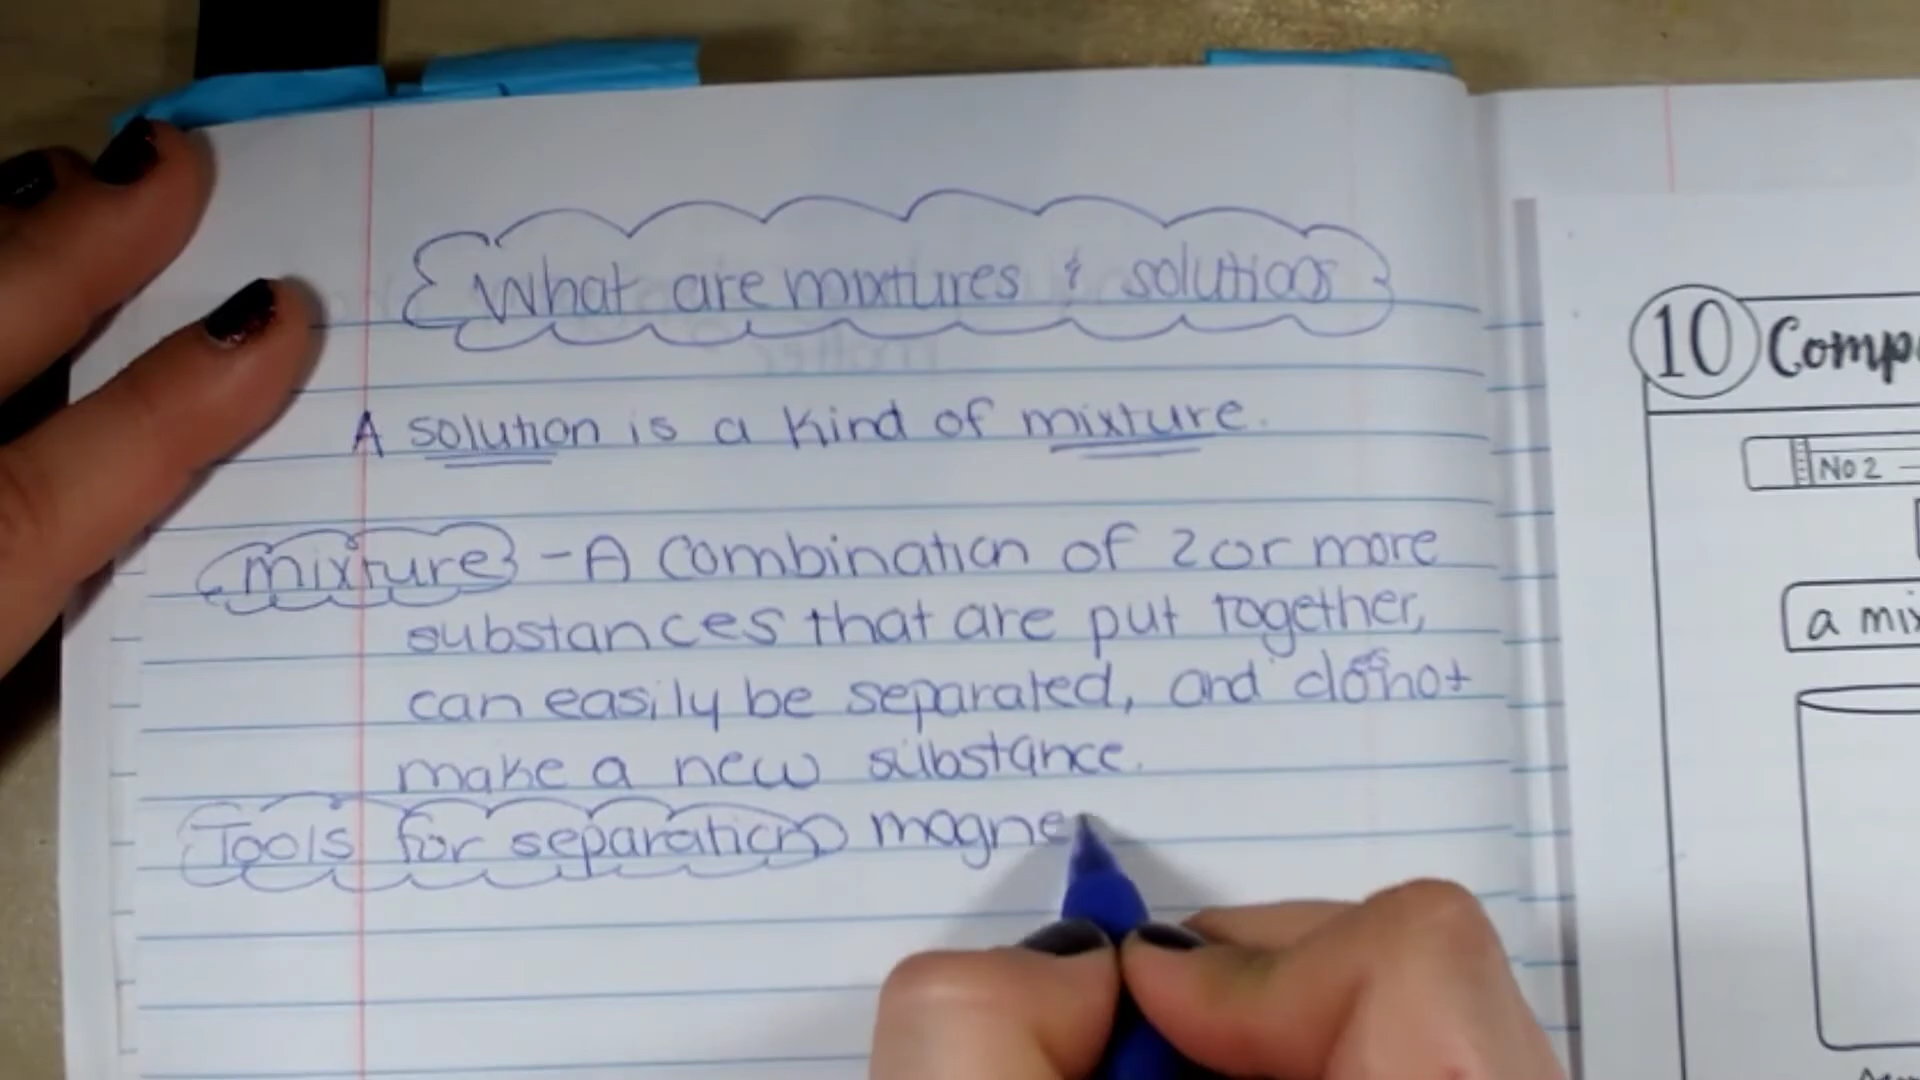 What are mixtures & solutions
A solution is a kind of mixture.
mixture - A combination of 2 or more
substances that are put together,
can easily be separated, and do not
make a new substance.
Tools for separation magne
10 Comp
No 2
a mix